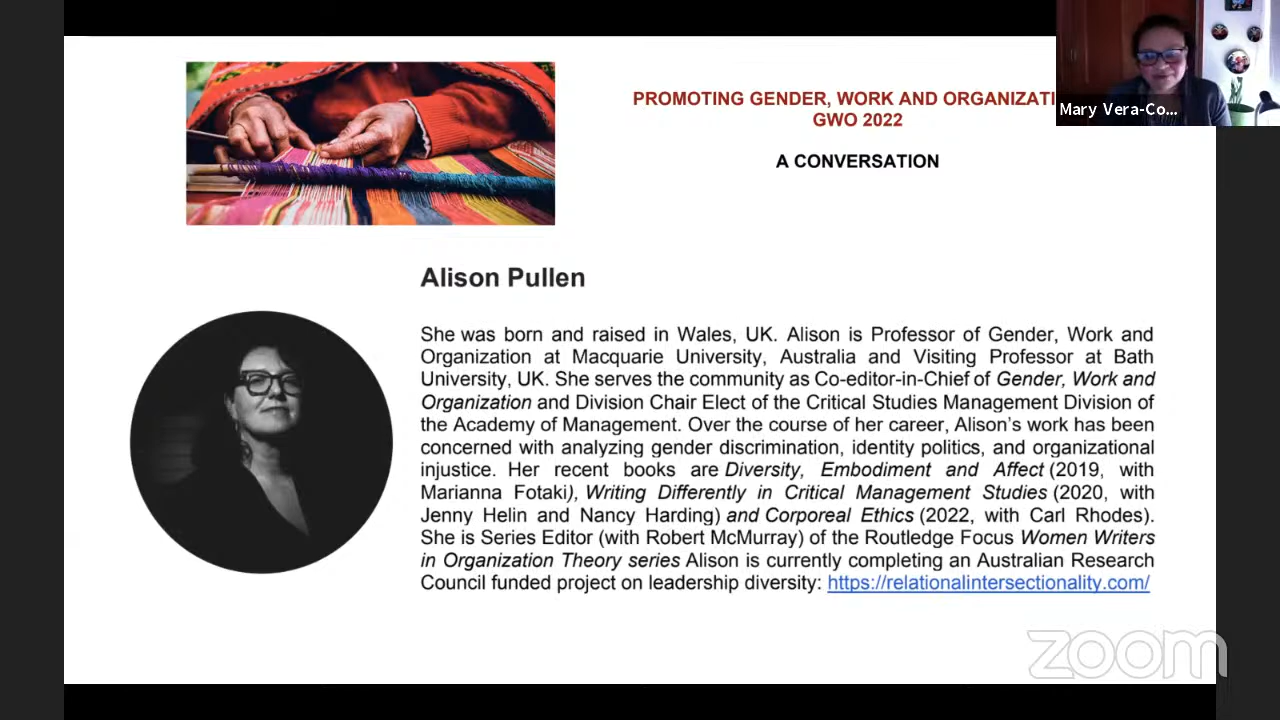 PROMOTING GENDER, WORK AND ORGANIZATI
GWO 2022
Mary Vera-Co...
A CONVERSATION
Alison Pullen
She was born and raised in Wales, UK. Alison is Professor of Gender, Work and
Organization at Macquarie University, Australia and Visiting Professor at Bath
University, UK. She serves the community as Co-editor-in-Chief of Gender, Work and
Organization and Division Chair Elect of the Critical Studies Management Division of
the Academy of Management. Over the course of her career, Alison's work has been
concerned with analyzing gender discrimination, identity politics, and organizational
injustice. Her recent books are Diversity, Embodiment and Affect (2019, with
Marianna Fotaki), Writing Differently in Critical Management Studies (2020, with
Jenny Helin and Nancy Harding) and Corporeal Ethics (2022, with Carl Rhodes).
She is Series Editor (with Robert McMurray) of the Routledge Focus Women Writers
in Organization Theory series Alison is currently completing an Australian Research
Council funded project on leadership diversity: https://relationalintersectionality.com/
zoom